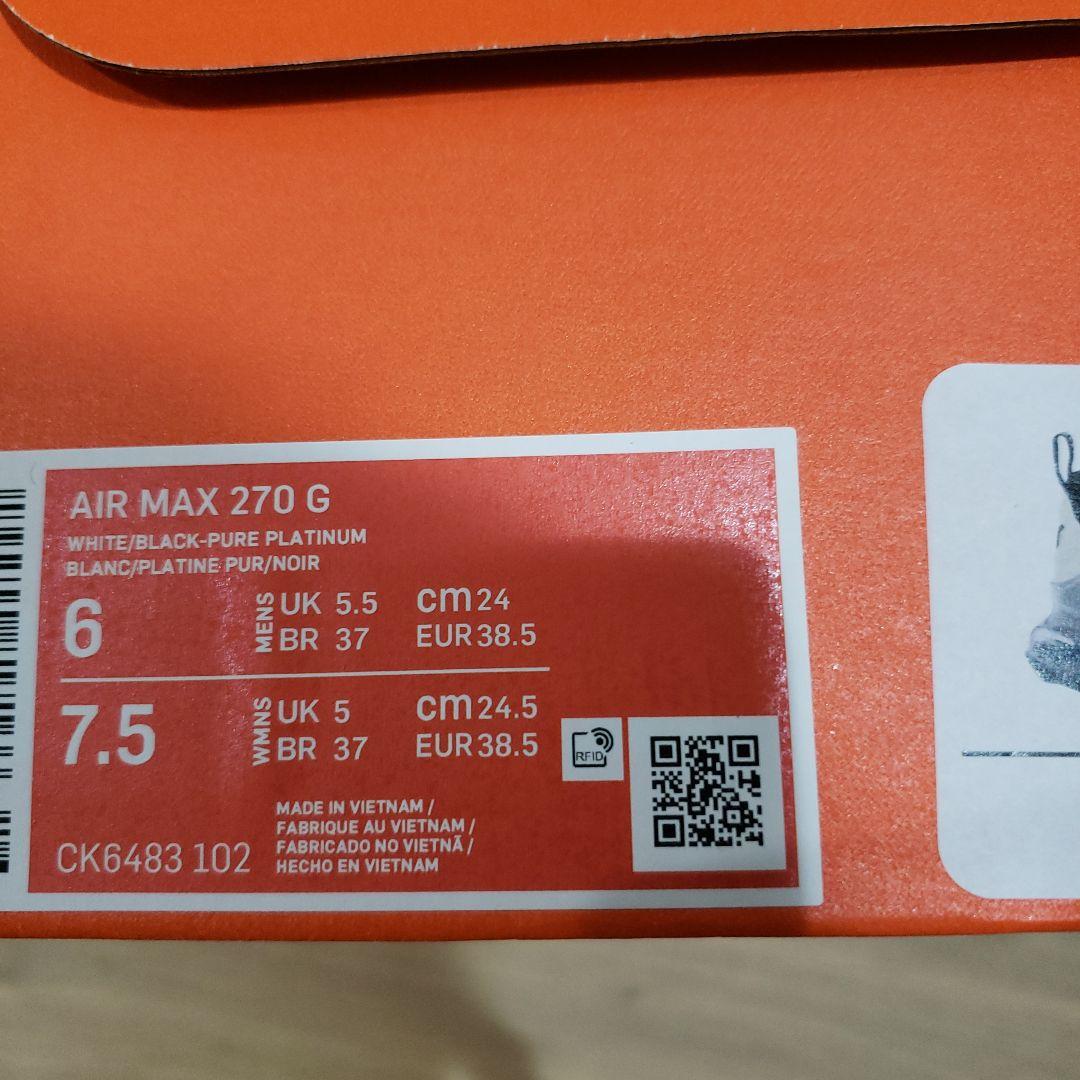 AIR MAX 270 G
WHITE/BLACK-PURE PLATINUM
BLANC/PLATINE PUR/NOIR
6 MENS UK 5.5 cm 24
BR 37 EUR 38.5
7.5 WMNS UK 5 cm 24.5
BR 37 EUR 38.5
RFID
MADE IN VIETNAM /
FABRIQUE AU VIETNAM /
FABRICADO NO VIETNÃ /
HECHO EN VIETNAM
CK6483 102